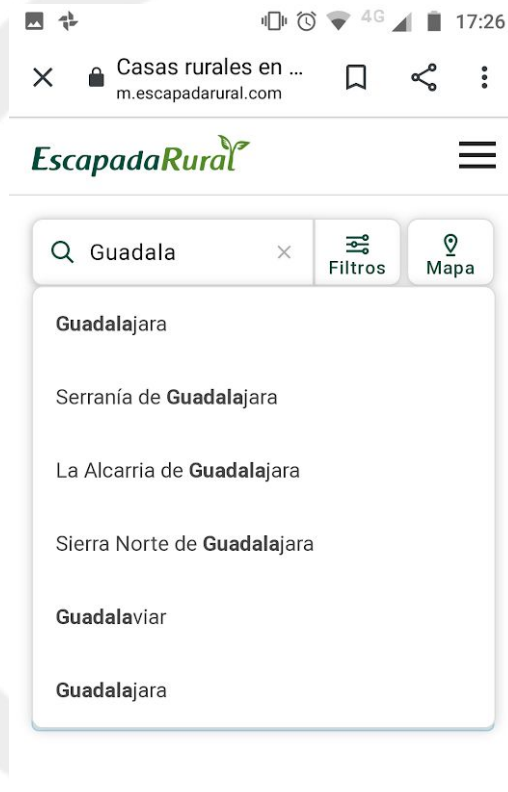 4G 17:26
Casas rurales en ...
m.escapadarural.com
EscapadaRural
Guadala
Filtros
Mapa
Guadalajara
Serranía de Guadalajara
La Alcarria de Guadalajara
Sierra Norte de Guadalajara
Guadalaviar
Guadalajara